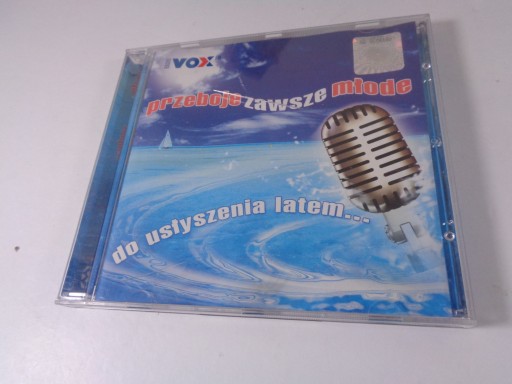 VOX
przeboje zawsze młode
do usłyszenia latem...